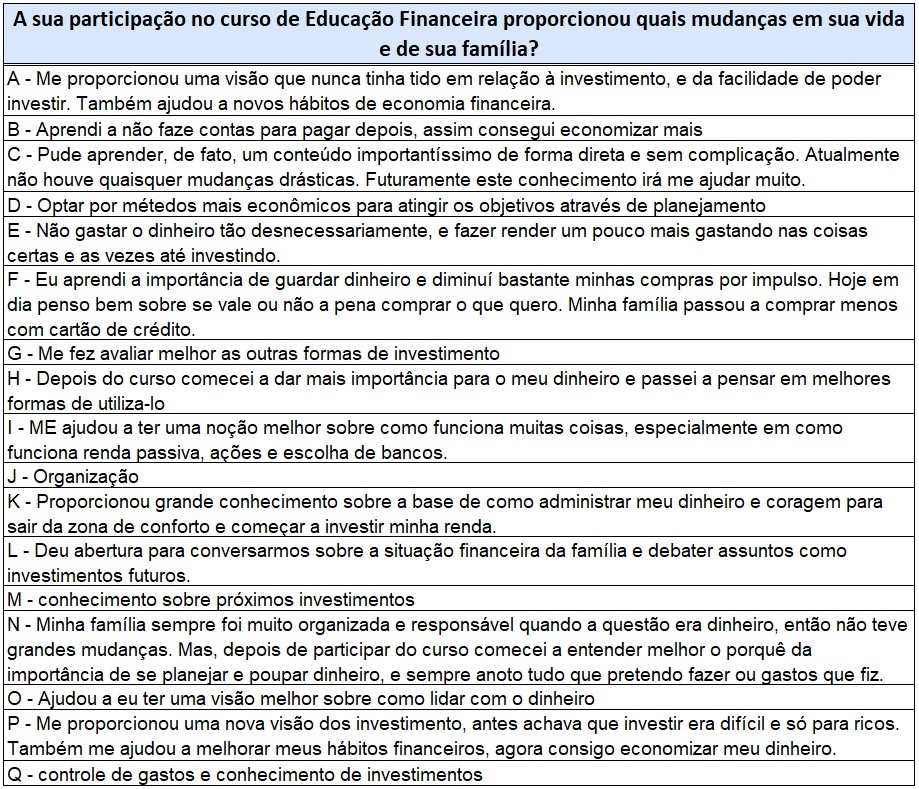 A sua participação no curso de Educação Financeira proporcionou quais mudanças em sua vida
e de sua família?
A - Me proporcionou uma visão que nunca tinha tido em relação à investimento, e da facilidade de poder
investir. Também ajudou a novos hábitos de economia financeira.
B - Aprendi a não faze contas para pagar depois, assim consegui economizar mais
C - Pude aprender, de fato, um conteúdo importantíssimo de forma direta e sem complicação. Atualmente
não houve quaisquer mudanças drásticas. Futuramente este conhecimento irá me ajudar muito.
D - Optar por métedos mais econômicos para atingir os objetivos através de planejamento
E - Não gastar o dinheiro tão desnecessariamente, e fazer render um pouco mais gastando nas coisas
certas e as vezes até investindo.
F - Eu aprendi a importância de guardar dinheiro e diminuí bastante minhas compras por impulso. Hoje em
dia penso bem sobre se vale ou não a pena comprar o que quero. Minha família passou a comprar menos
com cartão de crédito.
G - Me fez avaliar melhor as outras formas de investimento
H - Depois do curso comecei a dar mais importância para o meu dinheiro e passei a pensar em melhores
formas de utiliza-lo
I - ME ajudou a ter uma noção melhor sobre como funciona muitas coisas, especialmente em como
funciona renda passiva, ações e escolha de bancos.
J - Organização
K - Proporcionou grande conhecimento sobre a base de como administrar meu dinheiro e coragem para
sair da zona de conforto e começar a investir minha renda.
L - Deu abertura para conversarmos sobre a situação financeira da família e debater assuntos como
investimentos futuros.
M - conhecimento sobre próximos investimentos
N - Minha família sempre foi muito organizada e responsável quando a questão era dinheiro, então não teve
grandes mudanças. Mas, depois de participar do curso comecei a entender melhor o porquê da
importância de se planejar e poupar dinheiro, e sempre anoto tudo que pretendo fazer ou gastos que fiz.
O - Ajudou a eu ter uma visão melhor sobre como lidar com o dinheiro
P - Me proporcionou uma nova visão dos investimento, antes achava que investir era difícil e só para ricos.
Também me ajudou a melhorar meus hábitos financeiros, agora consigo economizar meu dinheiro.
Q - controle de gastos e conhecimento de investimentos